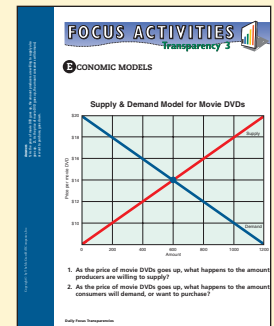 FOCUS ACTIVITIES
Transparency 3
ECONOMIC MODELS
Supply & Demand Model for Movie DVDs
$20
$18
$16
$14
$12
$10
Price per movie DVD
Supply
Demand
0 200 400 600 800 1000 1200
Amount
1. As the price of movie DVDs goes up, what happens to the amount
producers are willing to supply?
2. As the price of movie DVDs goes up, what happens to the amount
consumers will demand, or want to purchase?
Daily Focus Transparencies